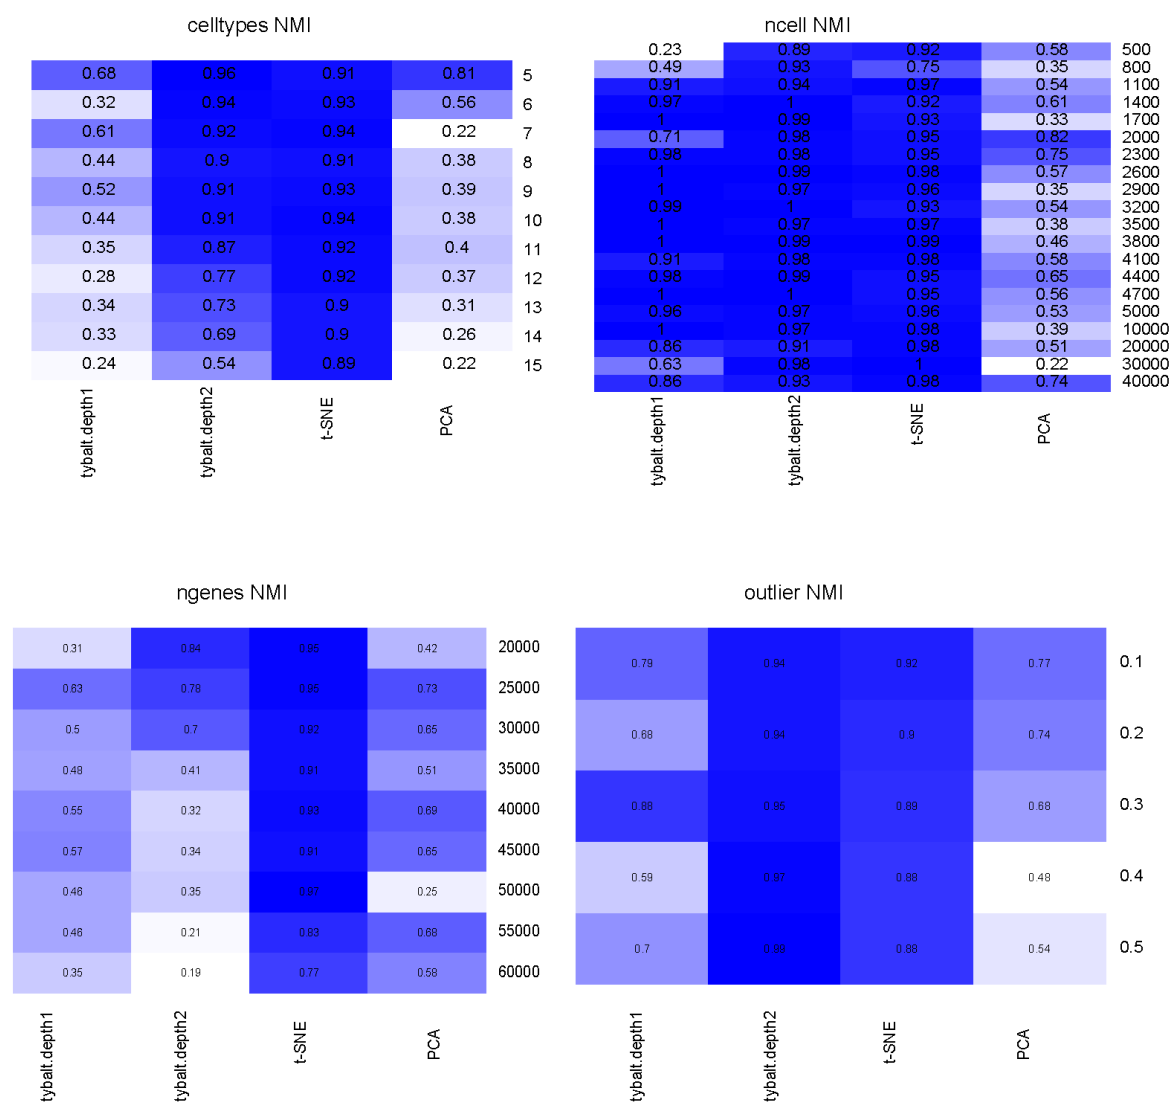 celltypes NMI
0.68 0.96 0.91 0.81 5
0.32 0.94 0.93 0.56 6
0.61 0.92 0.94 0.22 7
0.44 0.9 0.91 0.38 8
0.52 0.91 0.93 0.39 9
0.44 0.91 0.94 0.38 10
0.35 0.87 0.92 0.4 11
0.28 0.77 0.92 0.37 12
0.34 0.73 0.9 0.31 13
0.33 0.69 0.9 0.26 14
0.24 0.54 0.89 0.22 15
tybalt.depth1 tybalt.depth2 t-SNE PCA
ncell NMI
0.23 0.89 0.92 0.58 500
0.49 0.93 0.75 0.35 800
0.91 0.94 0.97 0.54 1100
0.97 1 0.92 0.61 1400
1 0.99 0.93 0.33 1700
0.71 0.98 0.95 0.82 2000
0.98 0.98 0.95 0.75 2300
1 0.99 0.98 0.57 2600
1 0.97 0.96 0.35 2900
0.99 1 0.93 0.54 3200
1 0.97 0.97 0.38 3500
1 0.99 0.99 0.46 3800
0.91 0.98 0.98 0.58 4100
0.98 0.99 0.95 0.65 4400
1 1 0.95 0.56 4700
0.96 0.97 0.96 0.53 5000
1 0.97 0.98 0.39 10000
0.86 0.91 0.98 0.51 20000
0.63 0.98 1 0.22 30000
0.86 0.93 0.98 0.74 40000
tybalt.depth1 tybalt.depth2 t-SNE PCA
ngenes NMI
0.31 0.84 0.95 0.42 20000
0.63 0.78 0.95 0.73 25000
0.5 0.7 0.92 0.65 30000
0.48 0.41 0.91 0.51 35000
0.55 0.32 0.93 0.69 40000
0.57 0.34 0.91 0.65 45000
0.46 0.35 0.97 0.25 50000
0.46 0.21 0.83 0.68 55000
0.35 0.19 0.77 0.58 60000
tybalt.depth1 tybalt.depth2 t-SNE PCA
outlier NMI
0.79 0.94 0.92 0.77 0.1
0.68 0.94 0.9 0.74 0.2
0.88 0.95 0.89 0.68 0.3
0.59 0.97 0.88 0.48 0.4
0.7 0.88 0.54 0.5
tybalt.depth1 tybalt.depth2 t-SNE PCA